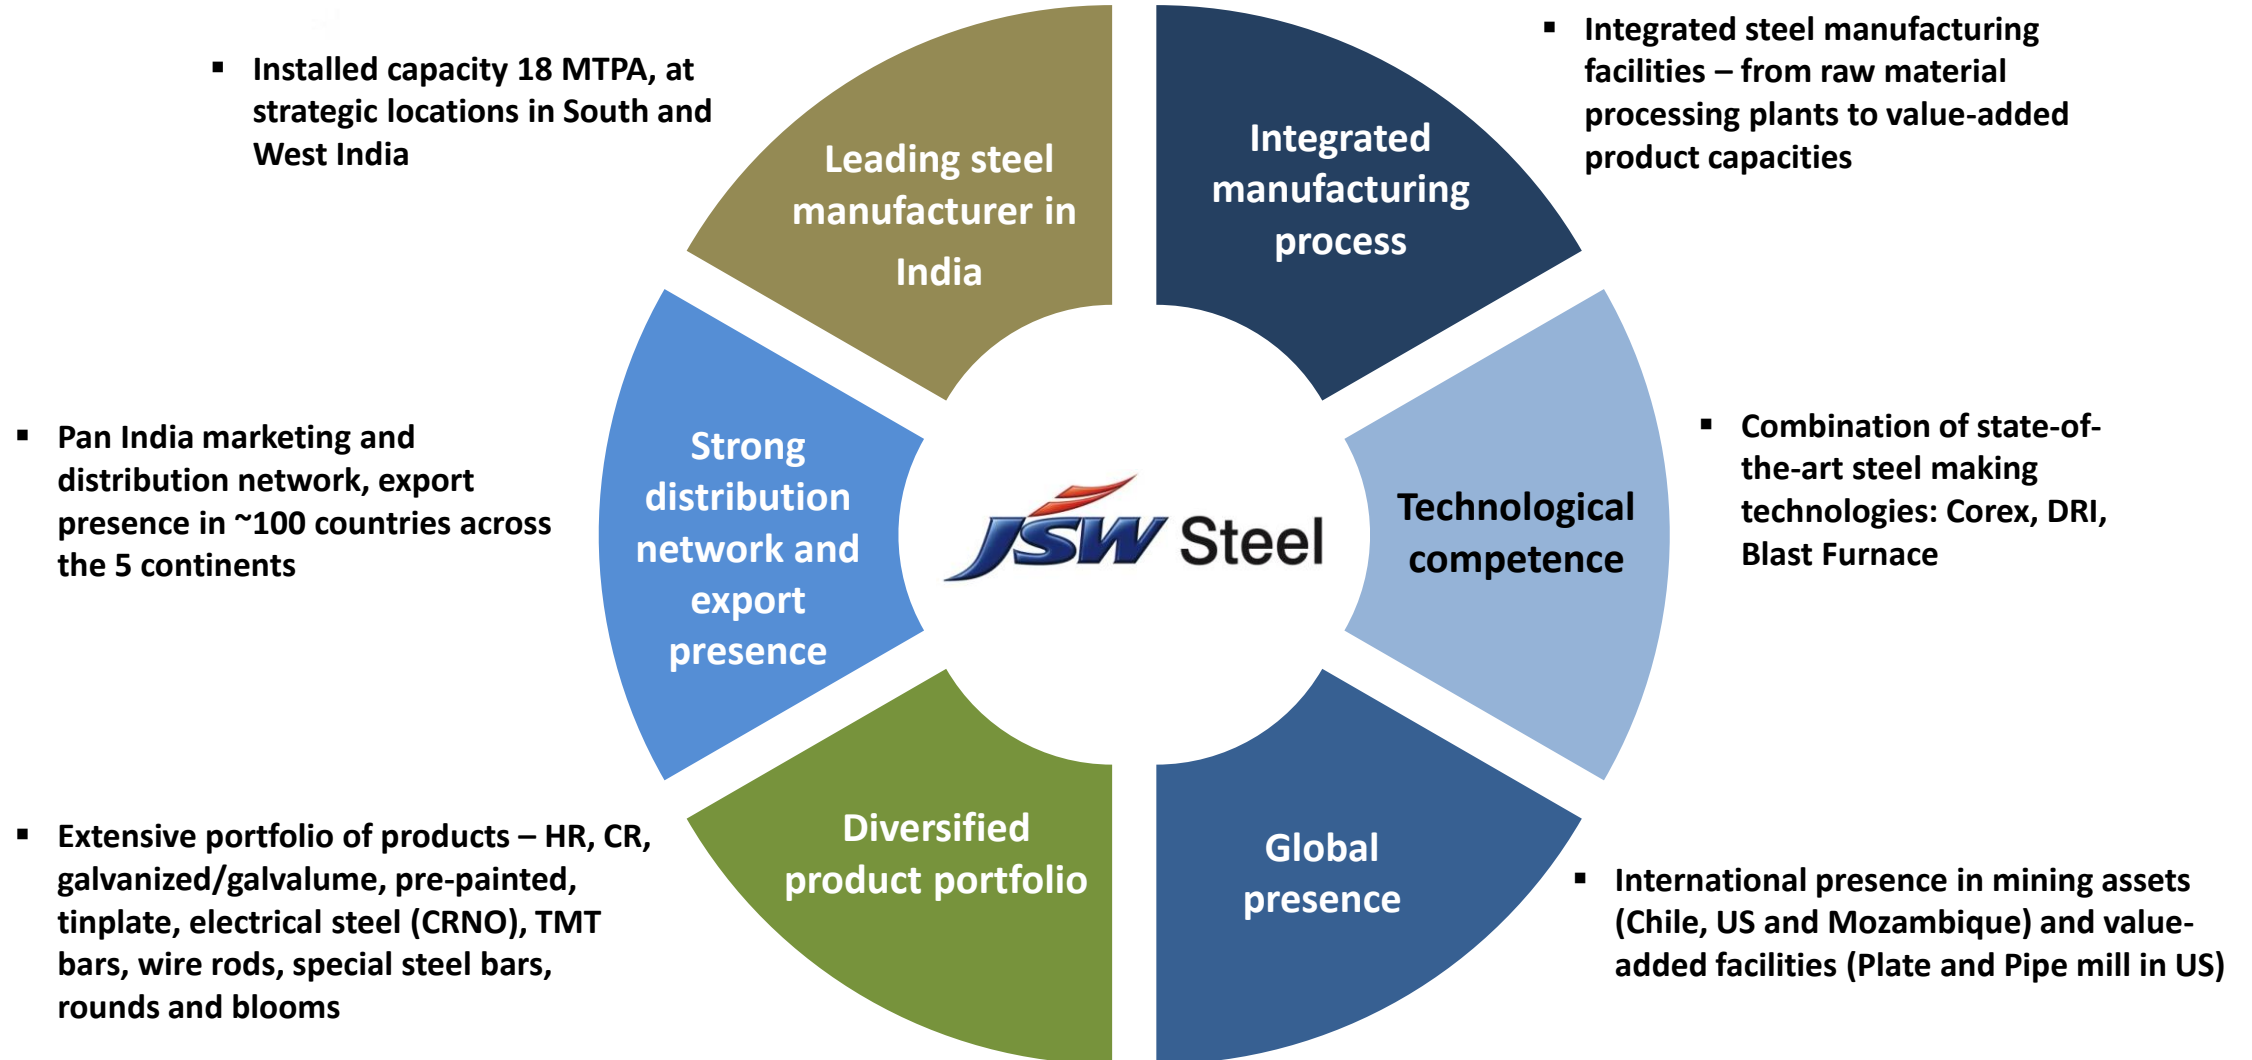 ▪ Installed capacity 18 MTPA, at
strategic locations in South and
West India
Leading steel
manufacturer in
India
Integrated
manufacturing
process
▪ Integrated steel manufacturing
facilities – from raw material
processing plants to value-added
product capacities
▪ Pan India marketing and
distribution network, export
presence in ~100 countries across
the 5 continents
Strong
distribution
network and
export
presence
JSW Steel
Technological
competence
▪ Combination of state-of-
the-art steel making
technologies: Corex, DRI,
Blast Furnace
▪ Extensive portfolio of products – HR, CR,
galvanized/galvalume, pre-painted,
tinplate, electrical steel (CRNO), TMT
bars, wire rods, special steel bars,
rounds and blooms
Diversified
product portfolio
Global
presence
▪ International presence in mining assets
(Chile, US and Mozambique) and value-
added facilities (Plate and Pipe mill in US)